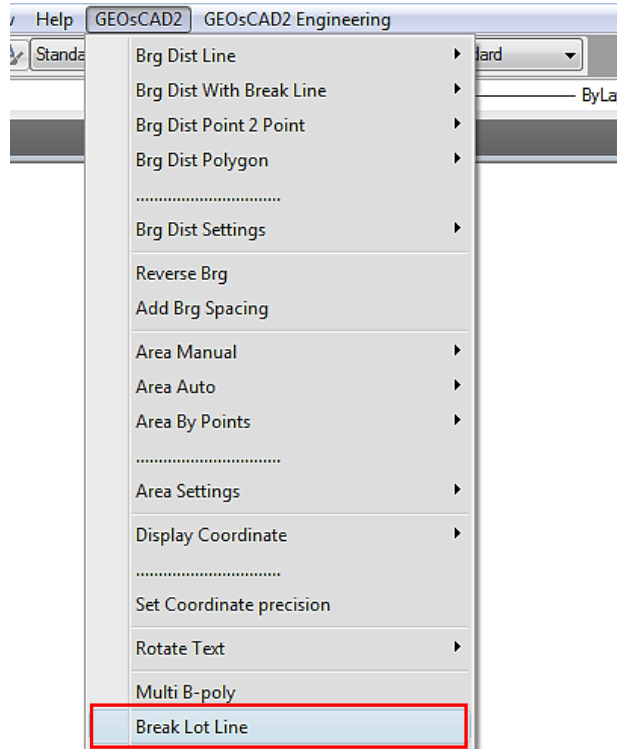 Help GEOsCAD2 GEOsCAD2 Engineering
Standa
Brg Dist Line
dard
Brg Dist With Break Line
ByLa
Brg Dist Point 2 Point
Brg Dist Polygon
................................
Brg Dist Settings
Reverse Brg
Add Brg Spacing
Area Manual
Area Auto
Area By Points
................................
Area Settings
Display Coordinate
................................
Set Coordinate precision
Rotate Text
Multi B-poly
Break Lot Line